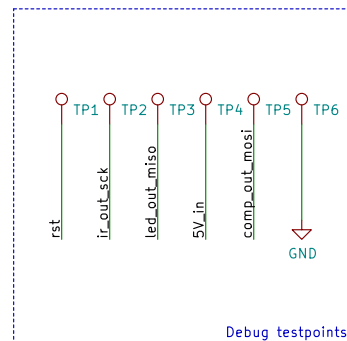 TP1 TP2 TP3 TP4 TP5 TP6
rst
ir_out_sck
led_out_miso
5V_in
comp_out_mosi
GND
Debug testpoints